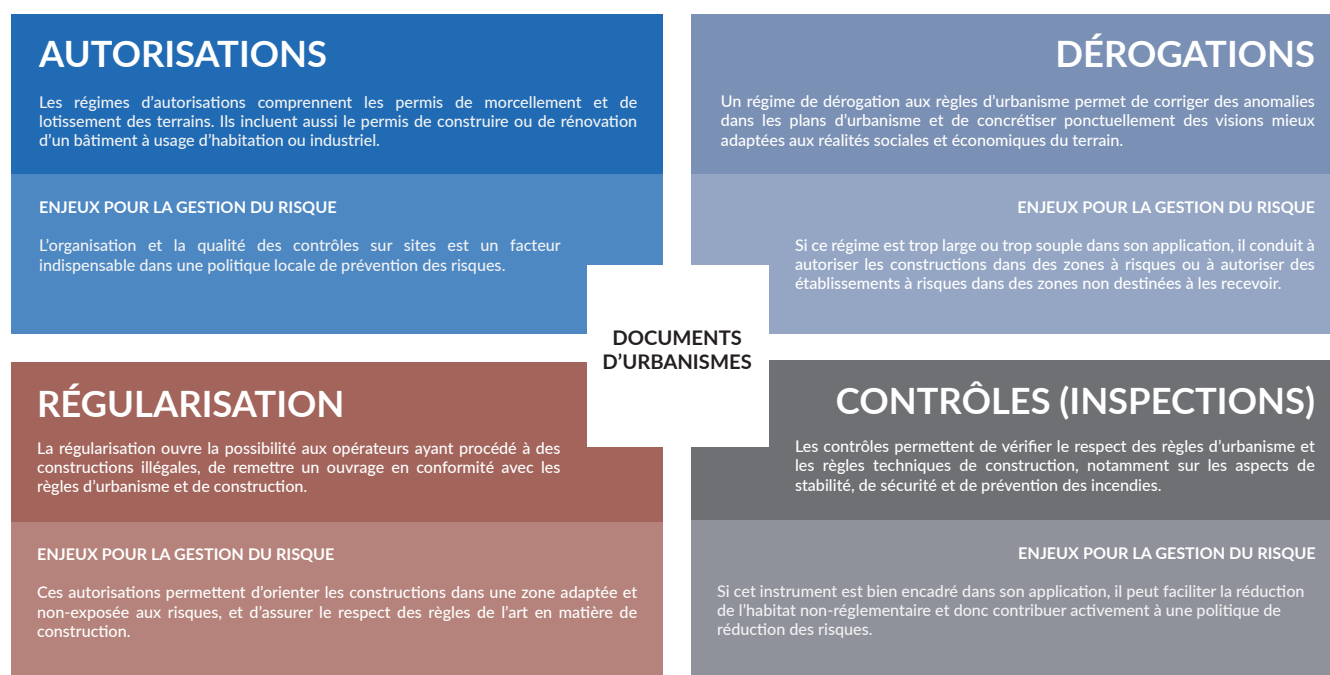 AUTORISATIONS
Les régimes d'autorisations comprennent les permis de morcellement et de
lotissement des terrains. Ils incluent aussi le permis de construire ou de rénovation
d'un bâtiment à usage d'habitation ou industriel.
ENJEUX POUR LA GESTION DU RISQUE
L'organisation et la qualité des contrôles sur sites est un facteur
indispensable dans une politique locale de prévention des risques.
DÉROGATIONS
Un régime de dérogation aux règles d'urbanisme permet de corriger des anomalies
dans les plans d'urbanisme et de concrétiser ponctuellement des visions mieux
adaptées aux réalités sociales et économiques du terrain.
ENJEUX POUR LA GESTION DU RISQUE
Si ce régime est trop large ou trop souple dans son application, il conduit à
autoriser les constructions dans des zones à risques ou à autoriser des
établissements à risques dans des zones non destinées à les recevoir.
DOCUMENTS
D'URBANISMES
RÉGULARISATION
La régularisation ouvre la possibilité aux opérateurs ayant procédé à des
constructions illégales, de remettre un ouvrage en conformité avec les
règles d'urbanisme et de construction.
ENJEUX POUR LA GESTION DU RISQUE
Ces autorisations permettent d'orienter les constructions dans une zone adaptée et
non-exposée aux risques, et d'assurer le respect des règles de l'art en matière de
construction.
CONTRÔLES (INSPECTIONS)
Les contrôles permettent de vérifier le respect des règles d'urbanisme et
les règles techniques de construction, notamment sur les aspects de
stabilité, de sécurité et de prévention des incendies.
ENJEUX POUR LA GESTION DU RISQUE
Si cet instrument est bien encadré dans son application, il peut faciliter la réduction
de l'habitat non-réglementaire et donc contribuer activement à une politique de
réduction des risques.